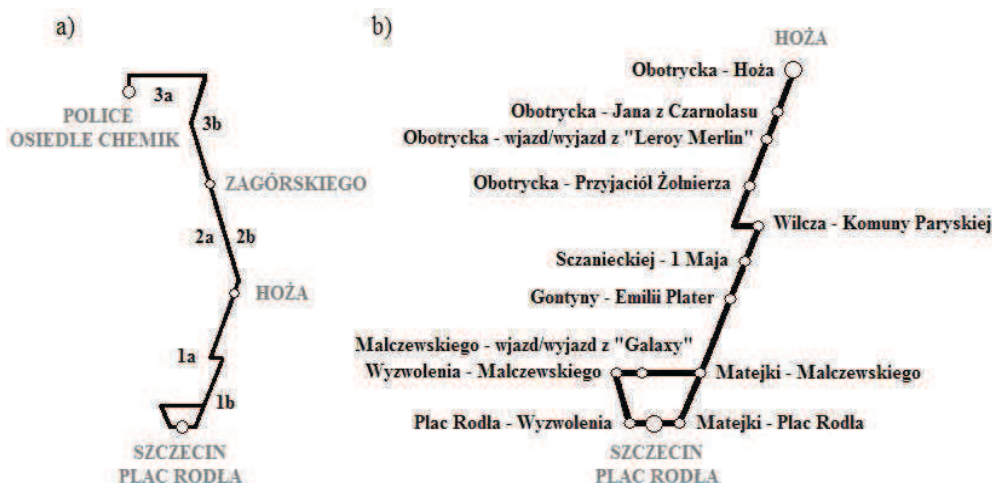 a)
3a
POLICE
OSIEDLE CHEMIK
3b
ZAGÓRSKIEGO
2a
2b
HOŻA
1a
1b
SZCZECIN
PLAC RODŁA
b)
HOŻA
Obotrycka - Hoża
Obotrycka - Jana z Czarnolasu
Obotrycka - wjazd/wyjazd z "Leroy Merlin"
Obotrycka - Przyjaciół Żołnierza
Wilcza - Komuny Paryskiej
Sczanieckiej - 1 Maja
Gontyny - Emilii Plater
Malczewskiego - wjazd/wyjazd z "Galaxy"
Wyzwolenia - Malczewskiego
Matejki - Malczewskiego
Plac Rodła - Wyzwolenia
Matejki - Plac Rodła
SZCZECIN
PLAC RODŁA